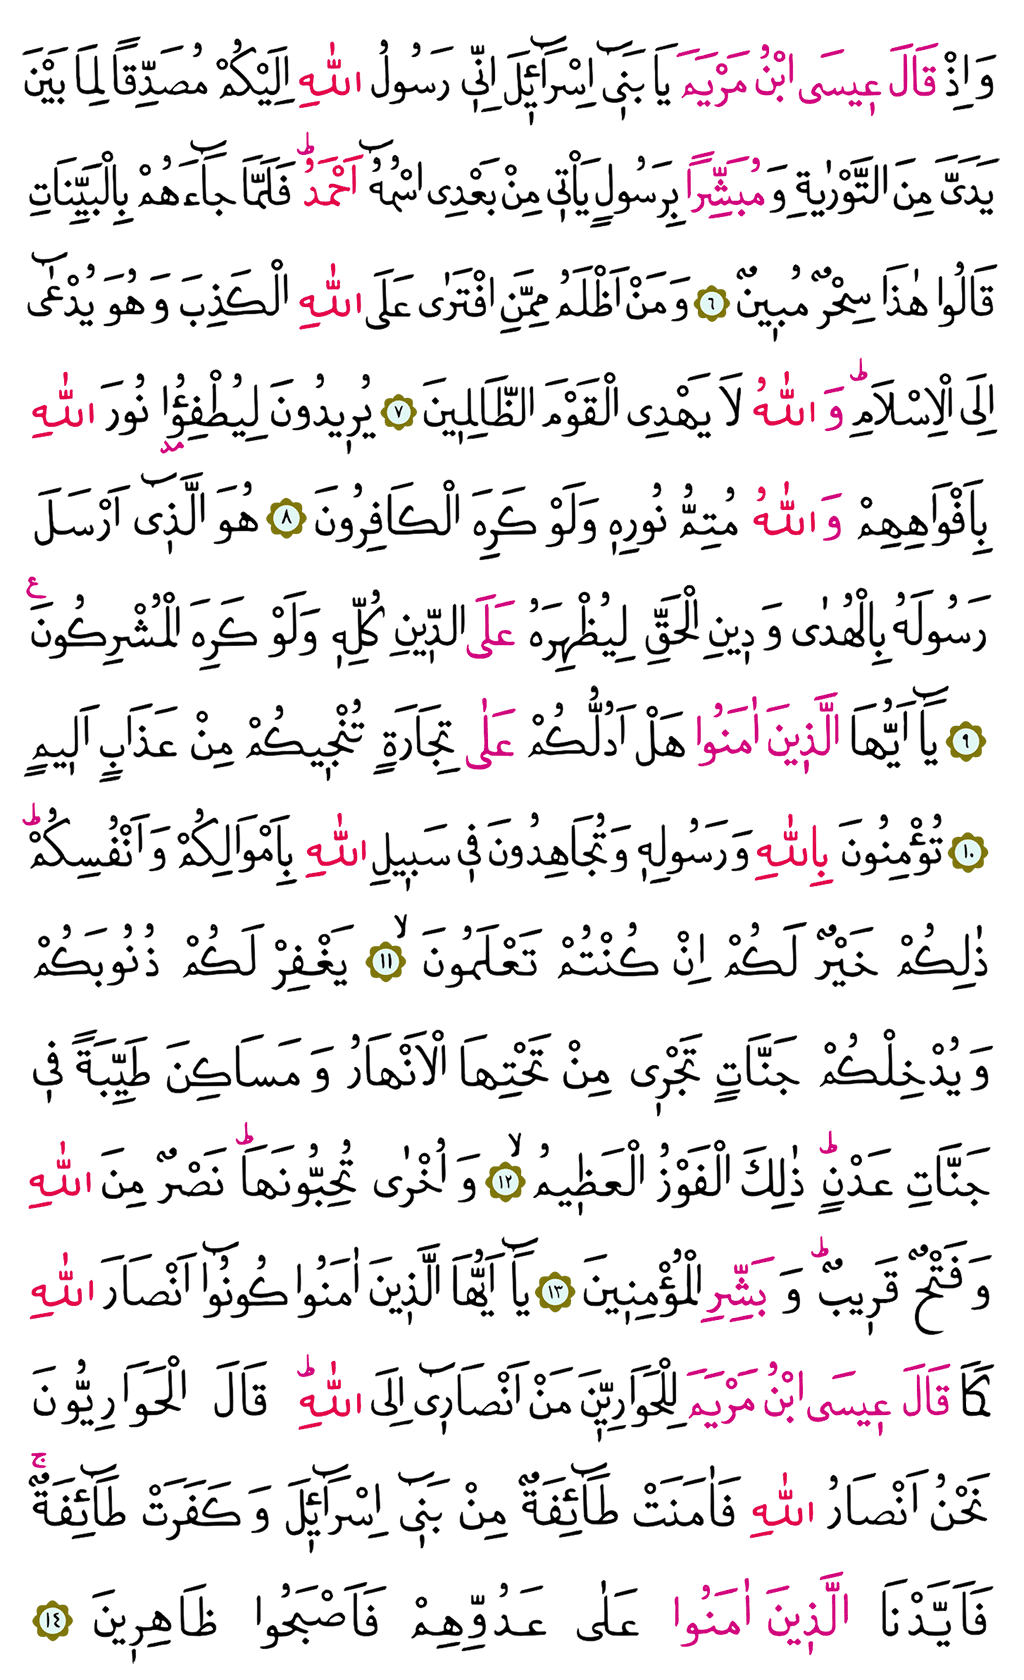 وَاِذْ قَالَ عِيسَى ابْنُ مَرْيَمَ يَا بَنٓي اِسْرَٓائِلَ اِنّٖي رَسُولُ اللّٰهِ اِلَيْكُمْ مُصَدِّقاً لِمَا بَيْنَ
يَدَيَّ مِنَ التَّوْرٰيةِ وَ مُبَشِّراً بِرَسُولٍ يَأْتٖي مِنْ بَعْدِى اسْمُهُٓ اَحْمَدُؕ فَلَمَّا جَٓاءَهُمْ بِالْبَيِّنَاتِ
قَالُوا هٰذَا سِحْرٌ مُبٖينٌ ٦ وَ مَنْ اَظْلَمُ مِمَّنِ افْتَرٰى عَلَى اللّٰهِ الْكَذِبَ وَ هُوَ يُدْعٰٓى
اِلَى الْاِسْلَامِؕ وَ اللّٰهُ لَا يَهْدِى الْقَوْمَ الظَّالِمٖينَ ٧ يُرٖيدُونَ لِيُطْفِؤُ۫ا نُورَ اللّٰهِ
بِاَفْوَاهِهِمْ وَ اللّٰهُ مُتِمُّ نُورِهٖ وَلَوْ كَرِهَ الْكَافِرُونَ ٨ هُوَ الَّذٖٓى اَرْسَلَ
رَسُولَهُ بِالْهُدٰى وَ دٖينِ الْحَقِّ لِيُظْهِرَهُ عَلَى الدّٖينِ كُلِّهٖ وَلَوْ كَرِهَ الْمُشْرِكُونَ ع
٩ يَٓا اَيُّهَا الَّذٖينَ اٰمَنُوا هَلْ اَدُلُّكُمْ عَلٰى تِجَارَةٍ تُنْجٖيكُمْ مِنْ عَذَابٍ اَلٖيمٍ
١٠ تُؤْمِنُونَ بِاللّٰهِ وَ رَسُولِهٖ وَ تُجَاهِدُونَ فٖي سَبٖيلِ اللّٰهِ بِاَمْوَالِكُمْ وَ اَنْفُسِكُمْؕ
ذٰلِكُمْ خَيْرٌ لَكُمْ اِنْ كُنْتُمْ تَعْلَمُونَۙ ١١ يَغْفِرْ لَكُمْ ذُنُوبَكُمْ
وَ يُدْخِلْكُمْ جَنَّاتٍ تَجْرٖى مِنْ تَحْتِهَا الْاَنْهَارُ وَ مَسَاكِنَ طَيِّبَةً فٖي
جَنَّاتِ عَدْنٍؕ ذٰلِكَ الْفَوْزُ الْعَظٖيمُۙ ١٢ وَ اُخْرٰى تُحِبُّونَهَاؕ نَصْرٌ مِنَ اللّٰهِ
وَ فَتْحٌ قَرٖيبٌؕ وَ بَشِّرِ الْمُؤْمِنٖينَ ١٣ يَٓا اَيُّهَا الَّذٖينَ اٰمَنُوا كُونُٓوا اَنْصَارَ اللّٰهِ
كَمَا قَالَ عٖيسَى ابْنُ مَرْيَمَ لِلْحَوَارِيّٖنَ مَنْ اَنْصَارٖٓي اِلَى اللّٰهِؕ قَالَ الْحَوَارِيُّونَ
نَحْنُ اَنْصَارُ اللّٰهِ فَاٰمَنَتْ طَٓائِفَةٌ مِنْ بَنٖٓي اِسْرَٓائٖلَ وَ كَفَرَتْ طَٓائِفَةٌۚ
فَاَيَّدْنَا الَّذٖينَ اٰمَنُوا عَلٰى عَدُوِّهِمْ فَاَصْبَحُوا ظَاهِرٖينَ ١٤